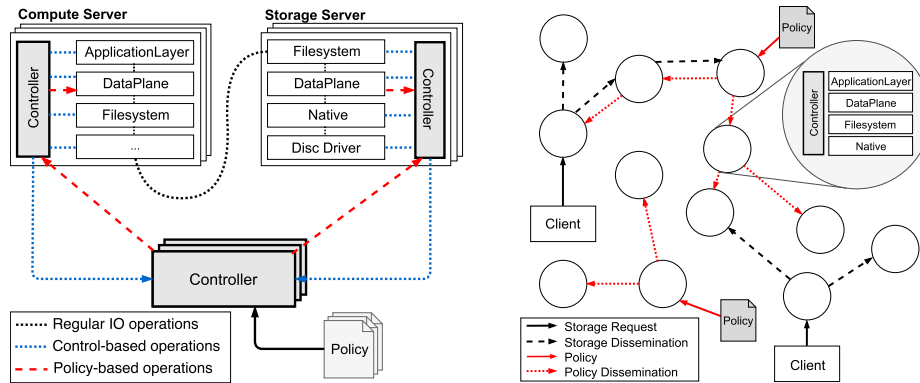 Compute Server
Storage Server
Controller
ApplicationLayer
DataPlane
Filesystem
...
Filesystem
DataPlane
Native
Disc Driver
Controller
Controller
Policy
Regular IO operations
Control-based operations
Policy-based operations
Policy
Controller
ApplicationLayer
DataPlane
Filesystem
Native
Client
Policy
Client
Storage Request
Storage Dissemination
Policy
Policy Dissemination